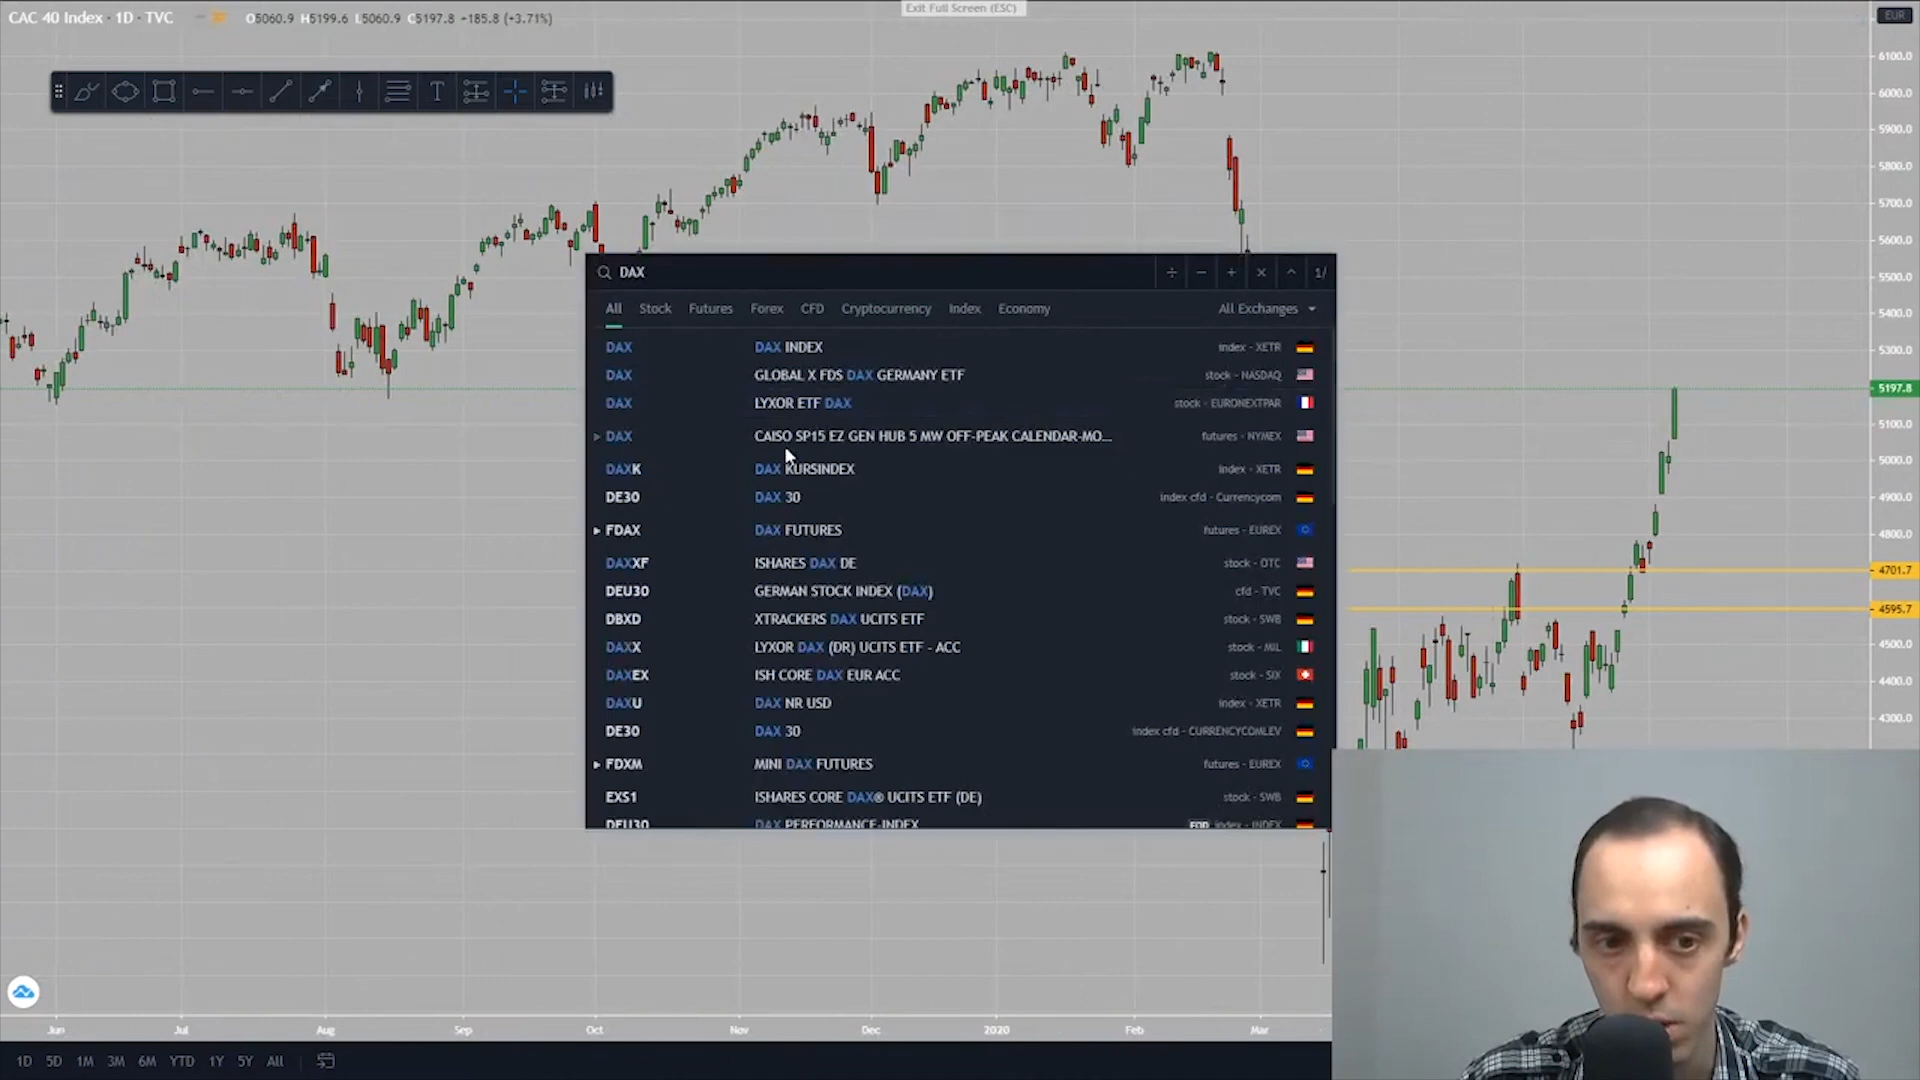 Exit Full Screen (ESC)
CAC 40 Index · 1D · TVC
O5060.9 H5199.6 L5060.9 C5197.8 +185.8 (+3.71%)
EUR
6100.0
6000.0
5900.0
5800.0
5700.0
5600.0
5500.0
5400.0
5300.0
5197.8
5100.0
5000.0
4900.0
4800.0
4701.7
4595.7
4500.0
4400.0
4300.0
DAX
1/
All Stock Futures Forex CFD Cryptocurrency Index Economy All Exchanges
DAX DAX INDEX index - XETR
DAX GLOBAL X FDS DAX GERMANY ETF stock - NASDAQ
DAX LYXOR ETF DAX stock - EURONEXTPAR
DAX CAISO SP15 EZ GEN HUB 5 MW OFF-PEAK CALENDAR-MO... futures - NYMEX
DAXK DAX KURSINDEX index - XETR
DE30 DAX 30 index cfd - Currencycom
FDAX DAX FUTURES futures - EUREX
DAXXF ISHARES DAX DE stock - OTC
DEU30 GERMAN STOCK INDEX (DAX) cfd - TVC
DBXD XTRACKERS DAX UCITS ETF stock - SWB
DAXX LYXOR DAX (DR) UCITS ETF - ACC stock - MIL
DAXEX ISH CORE DAX EUR ACC stock - SIX
DAXU DAX NR USD index - XETR
DE30 DAX 30 index cfd - CURRENCYCOMLEV
FDXM MINI DAX FUTURES futures - EUREX
EXS1 ISHARES CORE DAX® UCITS ETF (DE) stock - SWB
DEU30 DAX PERFORMANCE-INDEX EOD index - INDEX
Jun Jul Aug Sep Oct Nov Dec 2020 Feb Mar
1D 5D 1M 3M 6M YTD 1Y 5Y All